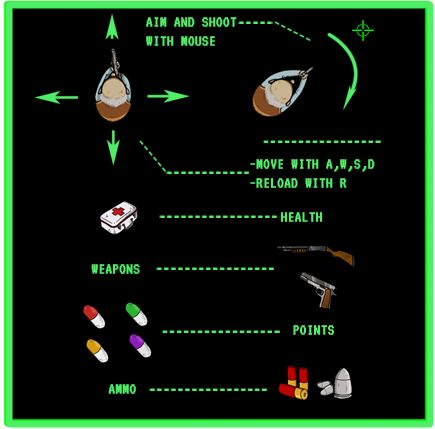 AIM AND SHOOT
WITH MOUSE
-MOVE WITH A,W,S,D
-RELOAD WITH R
HEALTH
WEAPONS
POINTS
AMMO